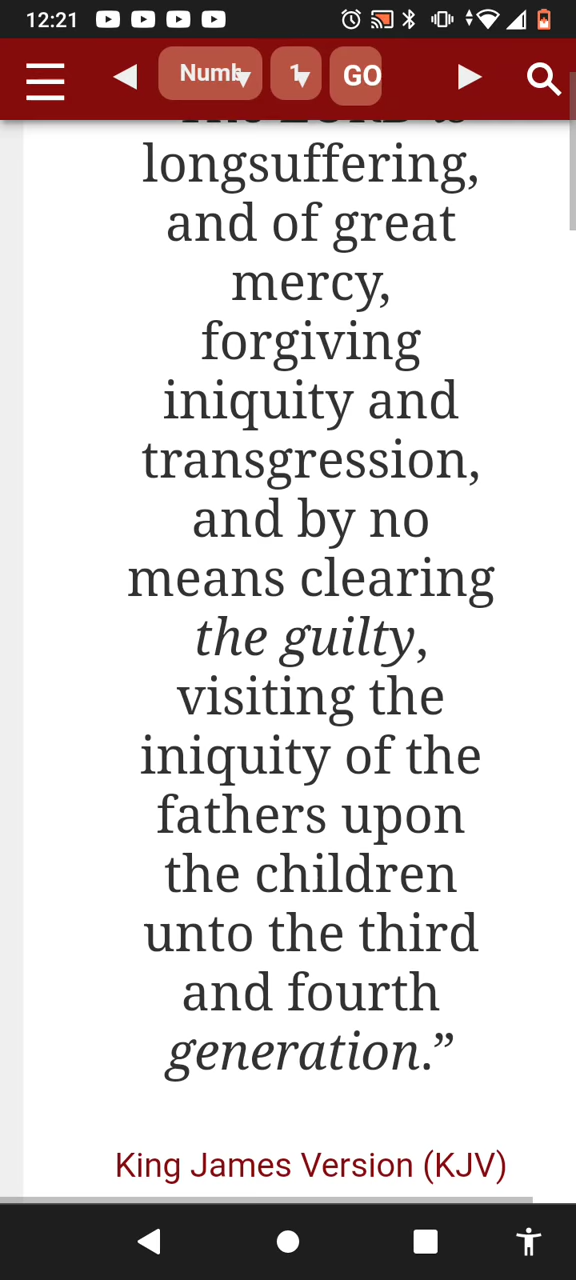 12:21
Numb 1 GO
longsuffering,
and of great
mercy,
forgiving
iniquity and
transgression,
and by no
means clearing
the guilty,
visiting the
iniquity of the
fathers upon
the children
unto the third
and fourth
generation.”
King James Version (KJV)